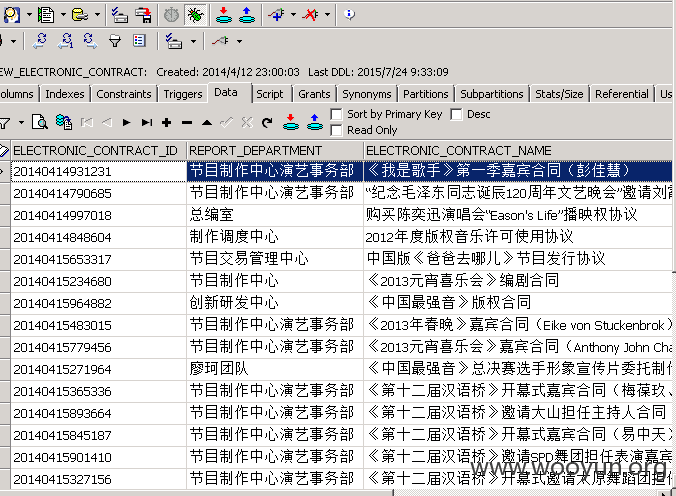 EW_ELECTRONIC_CONTRACT: Created: 2014/4/12 23:00:03 Last DDL: 2015/7/24 9:33:09
olumns Indexes Constraints Triggers Data Script Grants Synonyms Partitions Subpartitions Stats/Size Referential Us
Sort by Primary Key Desc
Read Only
ELECTRONIC_CONTRACT_ID REPORT_DEPARTMENT ELECTRONIC_CONTRACT_NAME
20140414931231 节目制作中心演艺事务部 《我是歌手》第一季嘉宾合同（彭佳慧）
20140414790685 节目制作中心演艺事务部 “纪念毛泽东同志诞辰120周年文艺晚会”邀请刘
20140414997018 总编室 购买陈奕迅演唱会“Eason's Life”播映权协议
20140414848604 制作调度中心 2012年度版权音乐许可使用协议
20140415653317 节目交易管理中心 中国版《爸爸去哪儿》节目发行协议
20140415234680 节目制作中心 《2013元宵喜乐会》编剧合同
20140415964882 创新研发中心 《中国最强音》版权合同
20140415483015 节目制作中心演艺事务部 《2013年春晚》嘉宾合同（Eike von Stuckenbrok）
20140415779456 节目制作中心演艺事务部 《2013元宵喜乐会》嘉宾合同（Anthony John Cha
20140415271964 廖珂团队 《中国最强音》总决赛选手形象宣传片委托制
20140415365336 节目制作中心演艺事务部 《第十二届汉语桥》开幕式嘉宾合同（梅葆玖、
20140415893664 节目制作中心演艺事务部 《第十二届汉语桥》邀请大山担任主持人合同
20140415845187 节目制作中心演艺事务部 《第十二届汉语桥》开幕式嘉宾合同（易中天）
20140415901410 节目制作中心演艺事务部 《第十二届汉语桥》邀请SPD舞团担任表演嘉宾
20140415327156 节目制作中心演艺事务部 《第十二届汉语桥》开幕式邀请太原舞蹈团担
www.wooyun.org